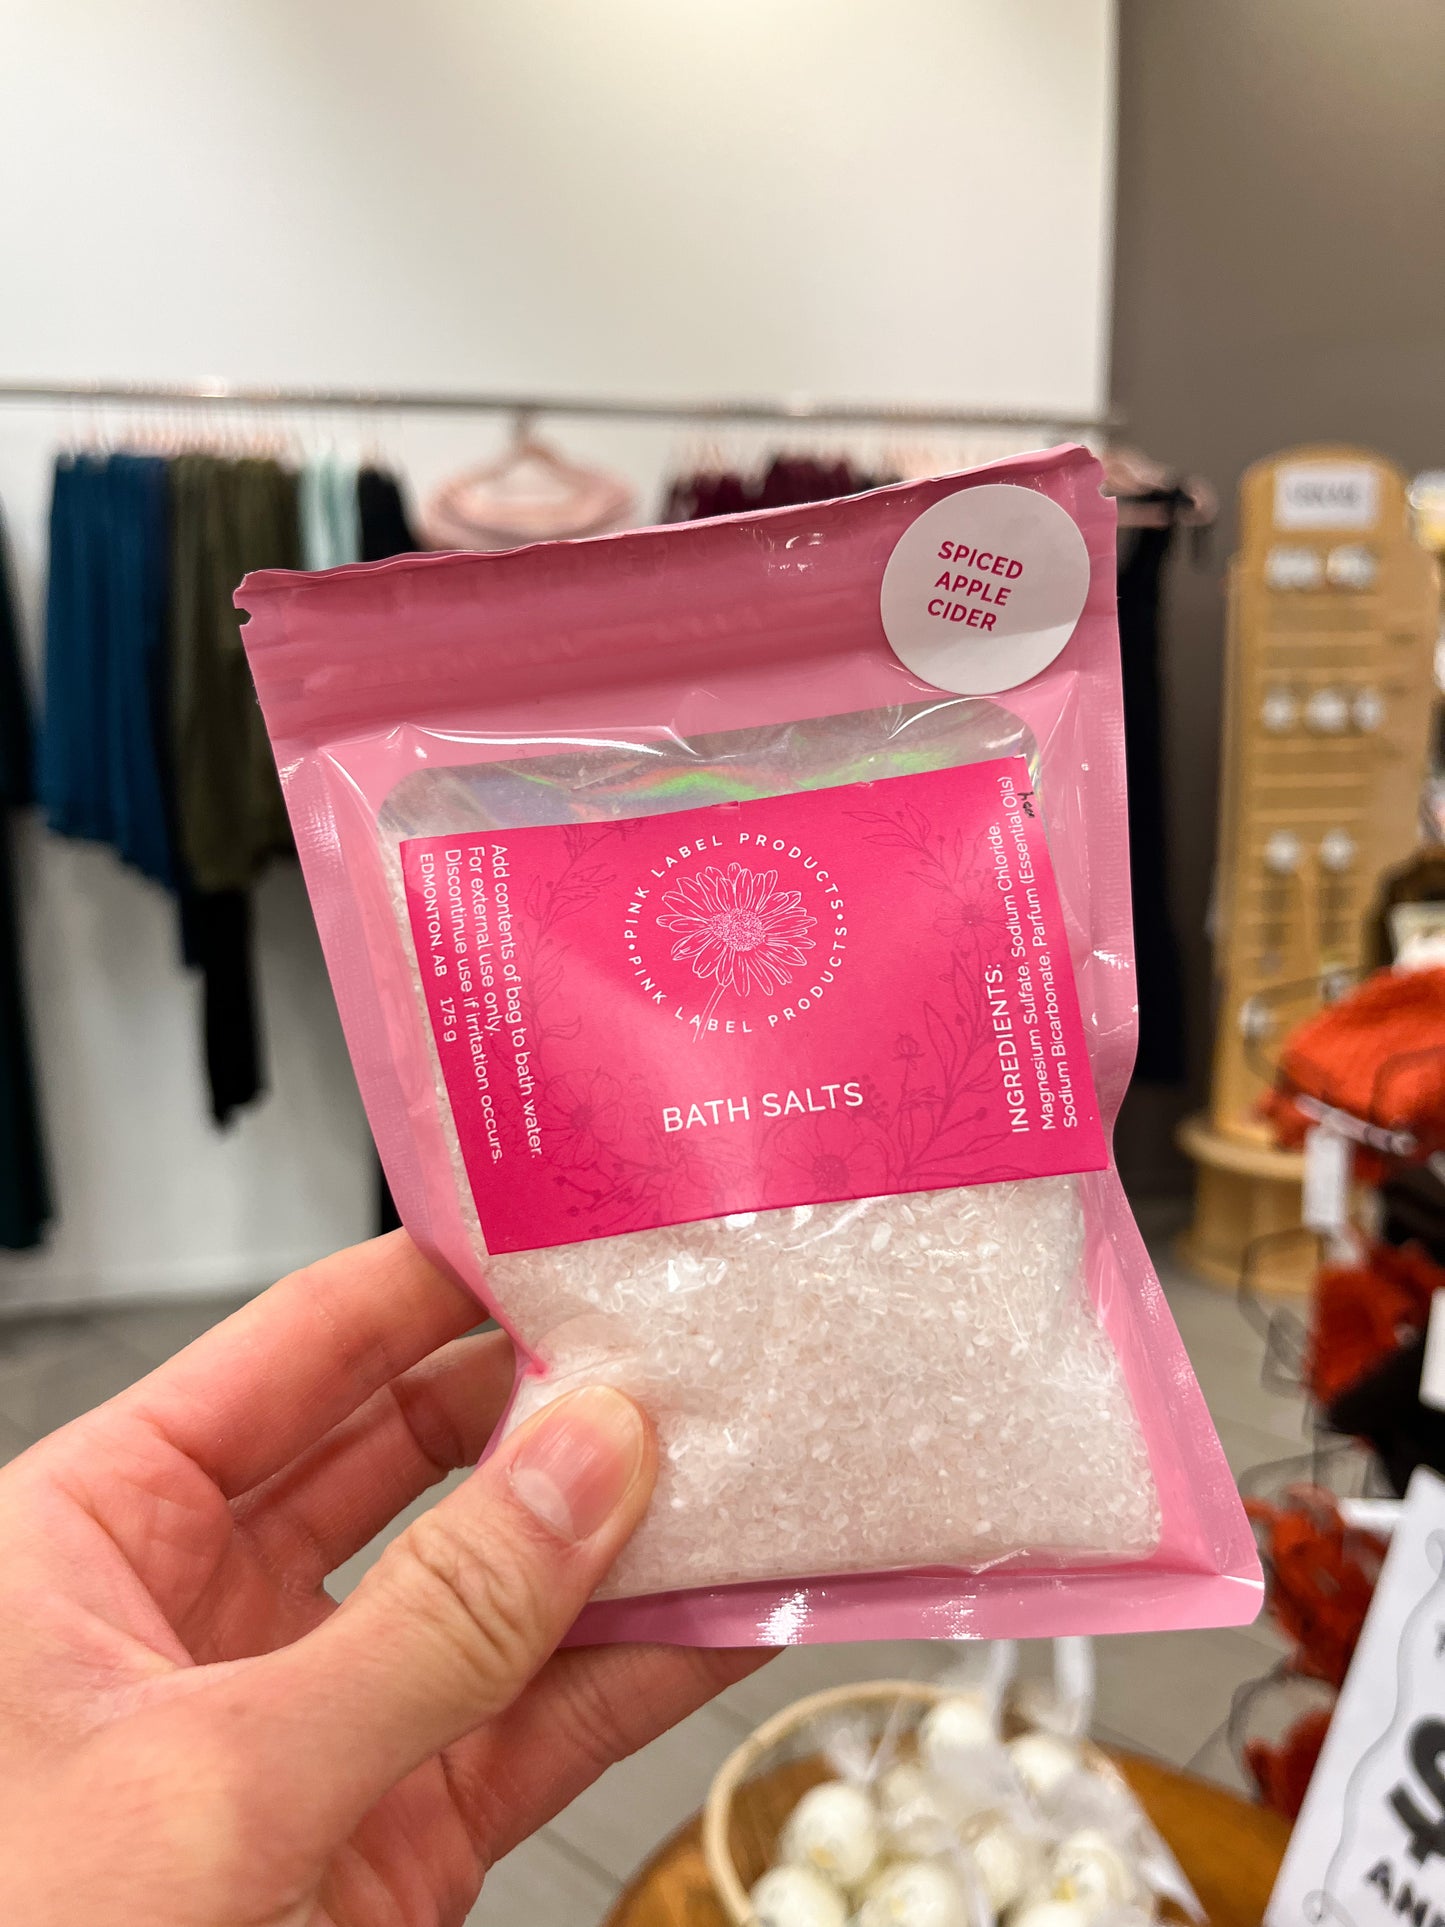 SPICED
APPLE
CIDER
•PINK LABEL PRODUCTS•
PINK LABEL PRODUCTS
BATH SALTS
Add contents of bag to bath water.
For external use only.
Discontinue use if irritation occurs.
EDMONTON, AB 175 g
INGREDIENTS:
Magnesium Sulfate, Sodium Chloride,
Sodium Bicarbonate, Parfum (Essential Oils)